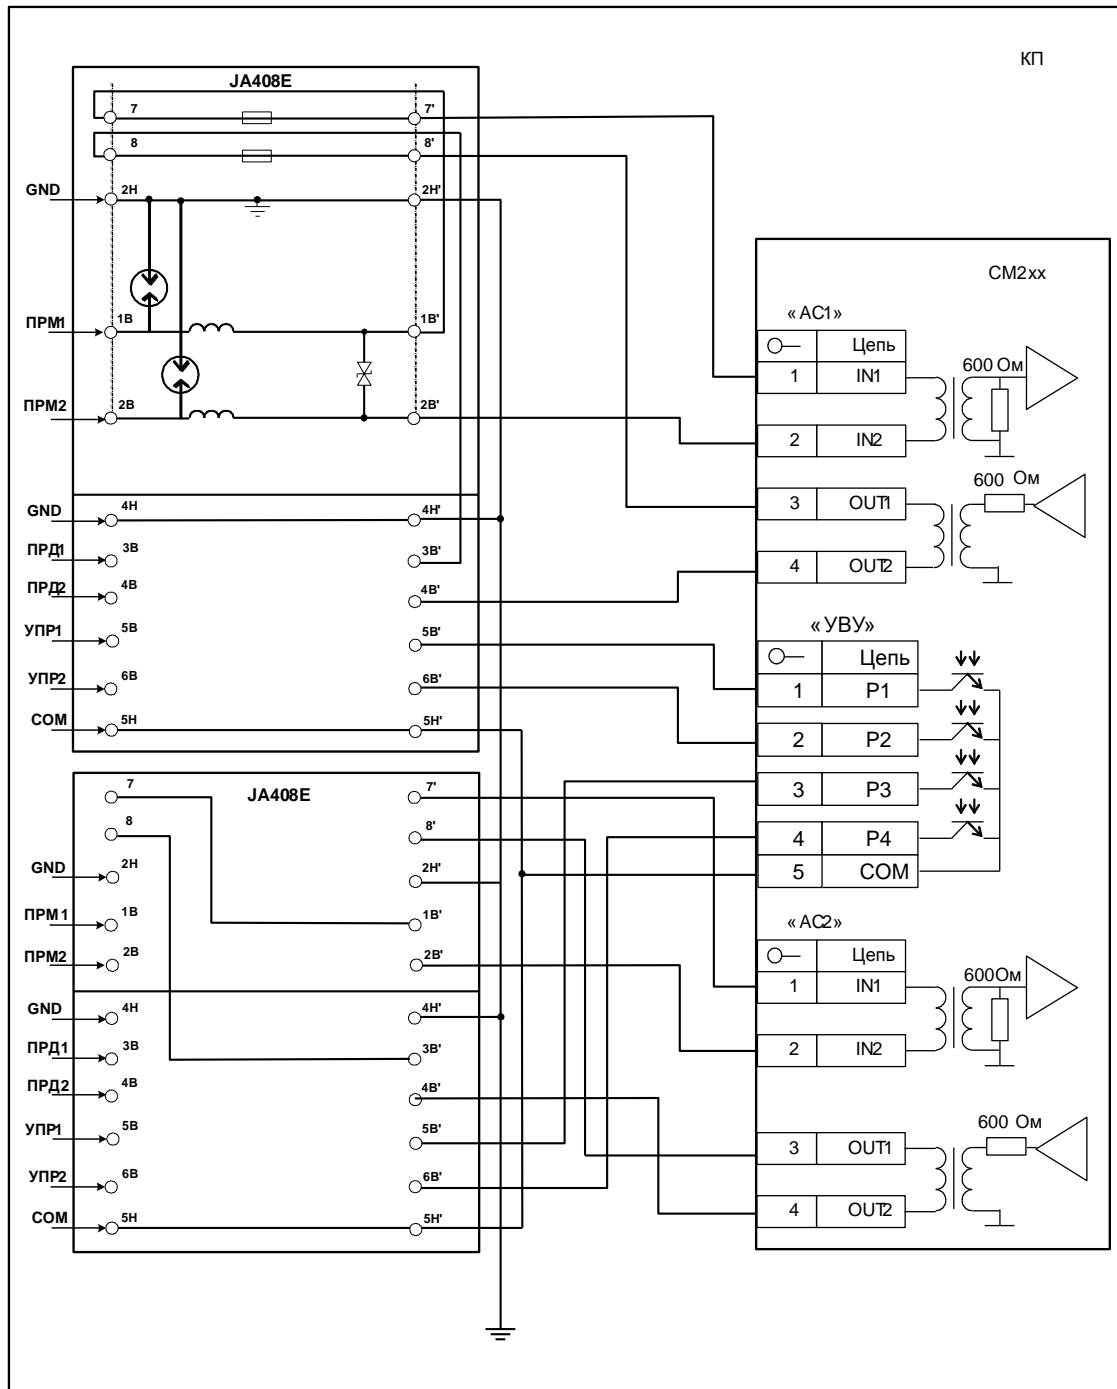 КП
JA408E
7
7'
8
8'
GND
2Н
2Н'
ПРМ1
1В
1В'
ПРМ2
2В
2В'
GND
4Н
4Н'
ПРД1
3В
3В'
ПРД2
4В
4В'
УПР1
5В
5В'
УПР2
6В
6В'
COM
5Н
5Н'
JA408E
7
7'
8
8'
GND
2Н
2Н'
ПРМ1
1В
1В'
ПРМ2
2В
2В'
GND
4Н
4Н'
ПРД1
3В
3В'
ПРД2
4В
4В'
УПР1
5В
5В'
УПР2
6В
6В'
COM
5Н
5Н'
CM2xx
«АС1»
Цепь
1 IN1
600 Ом
2 IN2
3 OUT1
600 Ом
4 OUT2
«УВУ»
Цепь
1 P1
2 P2
3 P3
4 P4
5 COM
«АС2»
Цепь
1 IN1
600Ом
2 IN2
3 OUT1
600 Ом
4 OUT2